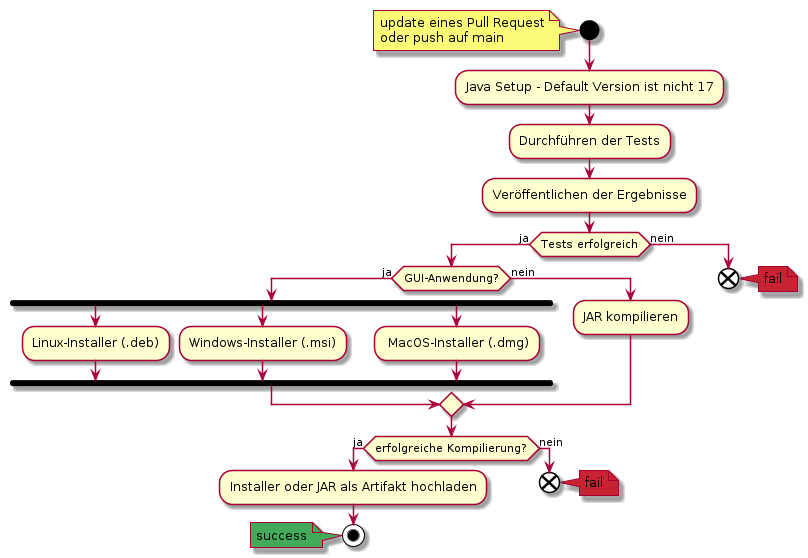 update eines Pull Request
oder push auf main
Java Setup - Default Version ist nicht 17
Durchführen der Tests
Veröffentlichen der Ergebnisse
ja
Tests erfolgreich
nein
ja
GUI-Anwendung?
nein
fail
Linux-Installer (.deb)
Windows-Installer (.msi)
MacOS-Installer (.dmg)
JAR kompilieren
ja
erfolgreiche Kompilierung?
nein
Installer oder JAR als Artifakt hochladen
fail
success